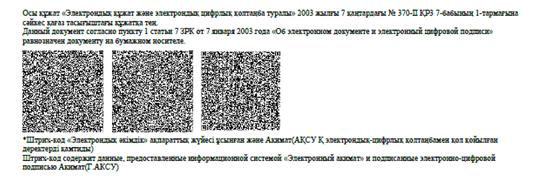 Осы құжат «Электрондық құжат және электрондық цифрлық қолтаңба туралы» 2003 жылғы 7 қаңтардағы № 370-II ҚРЗ 7-бабының 1-тармағына
сәйкес қағаз тасығыштағы құжатқа тең.
Данный документ согласно пункту 1 статьи 7 ЗРК от 7 января 2003 года «Об электронном документе и электронный цифровой подписи»
равнозначен документу на бумажном носителе.
*Штрих-код «Электрондық әкімдік» ақпараттық жүйесі ұсынған және Акимат(АҚСУ Қ электрондық-цифрлық қолтаңбамен қол қойылған
деректерді қамтиды)
Штрих-код содержит данные, предоставленные информационной системой «Электронный акимат» и подписанные электронно-цифровой
подписью Акимат(Г.АКСУ)